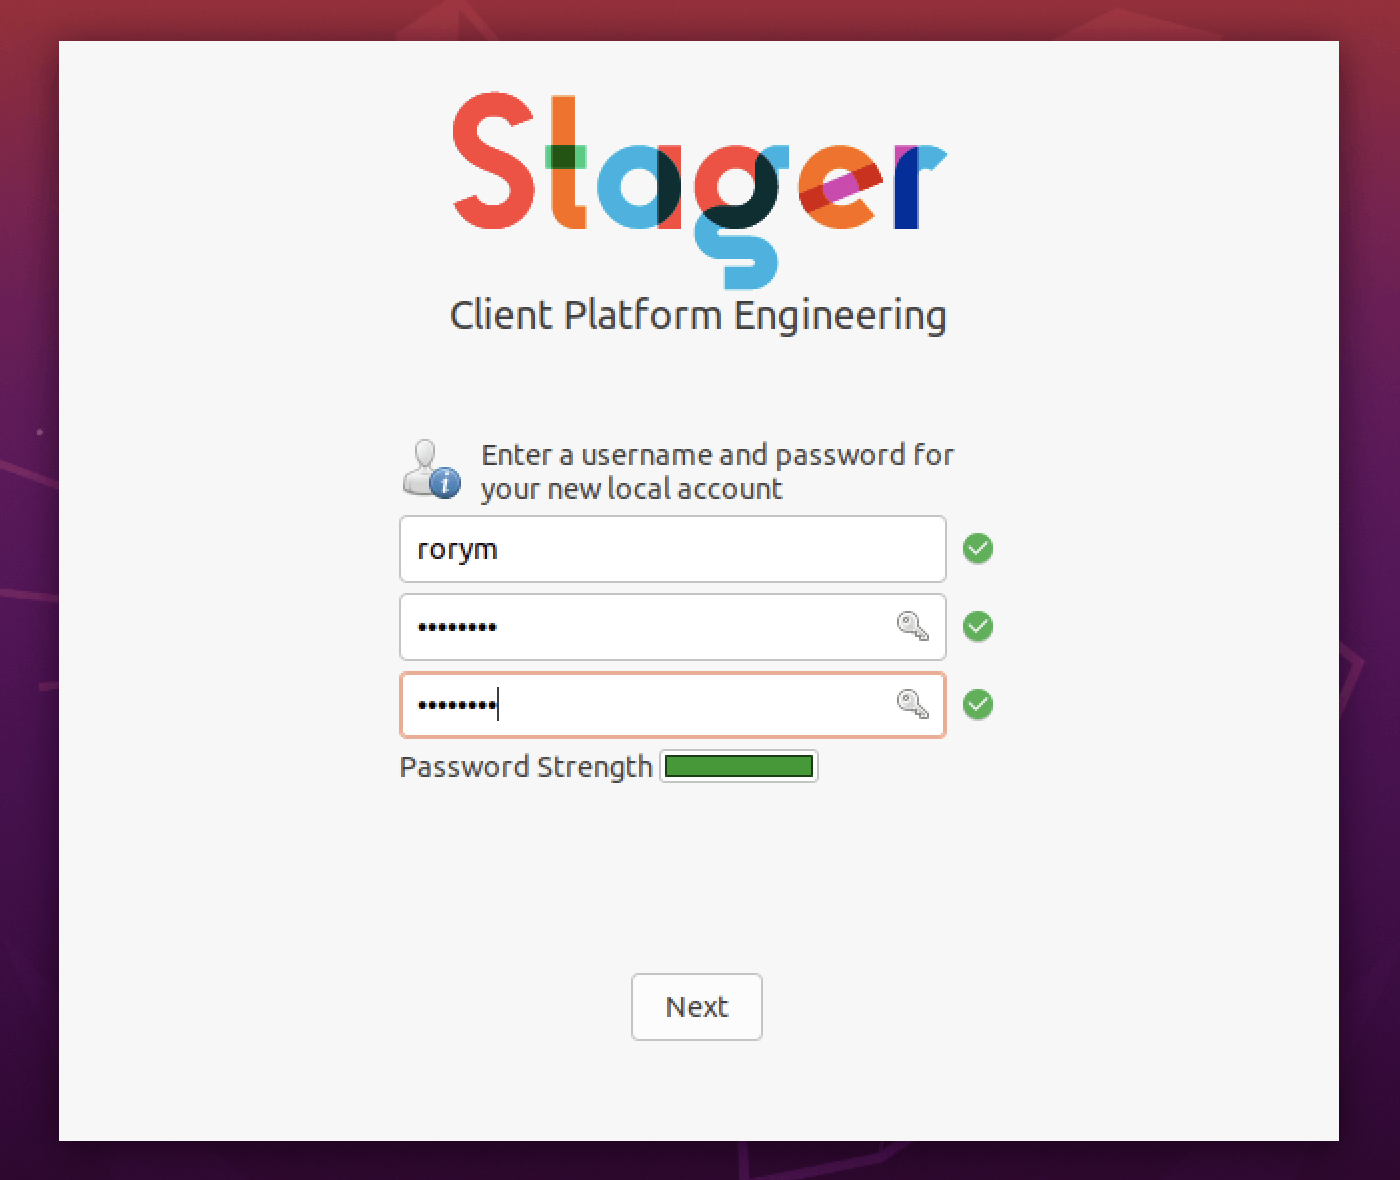 Stager
Client Platform Engineering
Enter a username and password for
your new local account
rorym
••••••••
••••••••
Password Strength
Next